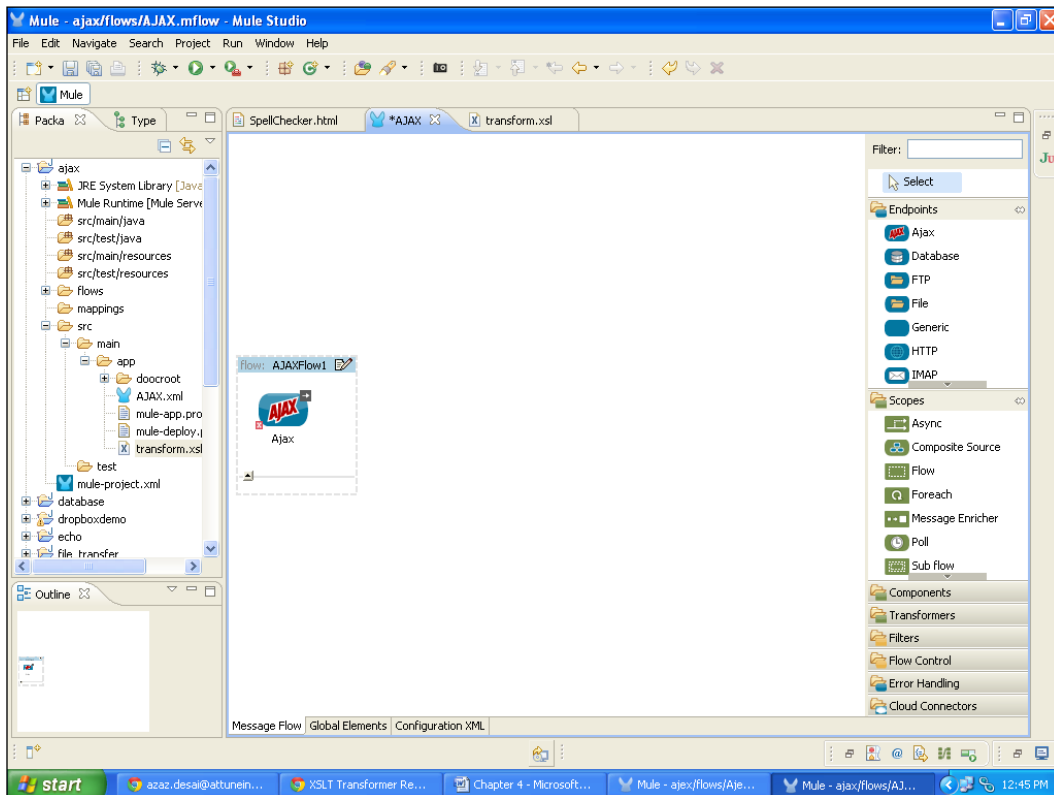 Mule - ajax/flows/AJAX.mflow - Mule Studio
File Edit Navigate Search Project Run Window Help
Mule
Packa
Type
SpellChecker.html
*AJAX
transform.xsl
ajax
JRE System Library [Java
Mule Runtime [Mule Serve
src/main/java
src/test/java
src/main/resources
src/test/resources
flows
mappings
src
main
app
doocroot
AJAX.xml
mule-app.pro
mule-deploy.p
transform.xsl
test
mule-project.xml
database
dropboxdemo
echo
file_transfer
Outline
flow: AJAXFlow1
AJAX
Ajax
Message Flow
Global Elements
Configuration XML
Filter:
Select
Endpoints
AJAX
Ajax
Database
FTP
File
Generic
HTTP
IMAP
Scopes
Async
Composite Source
Flow
Foreach
Message Enricher
Poll
Sub flow
Components
Transformers
Filters
Flow Control
Error Handling
Cloud Connectors
Ju
start
azaz.desai@attunein...
XSLT Transformer Re...
Chapter 4 - Microsoft...
Mule - ajex/flows/Aje...
Mule - ajax/flows/AJ...
12:45 PM